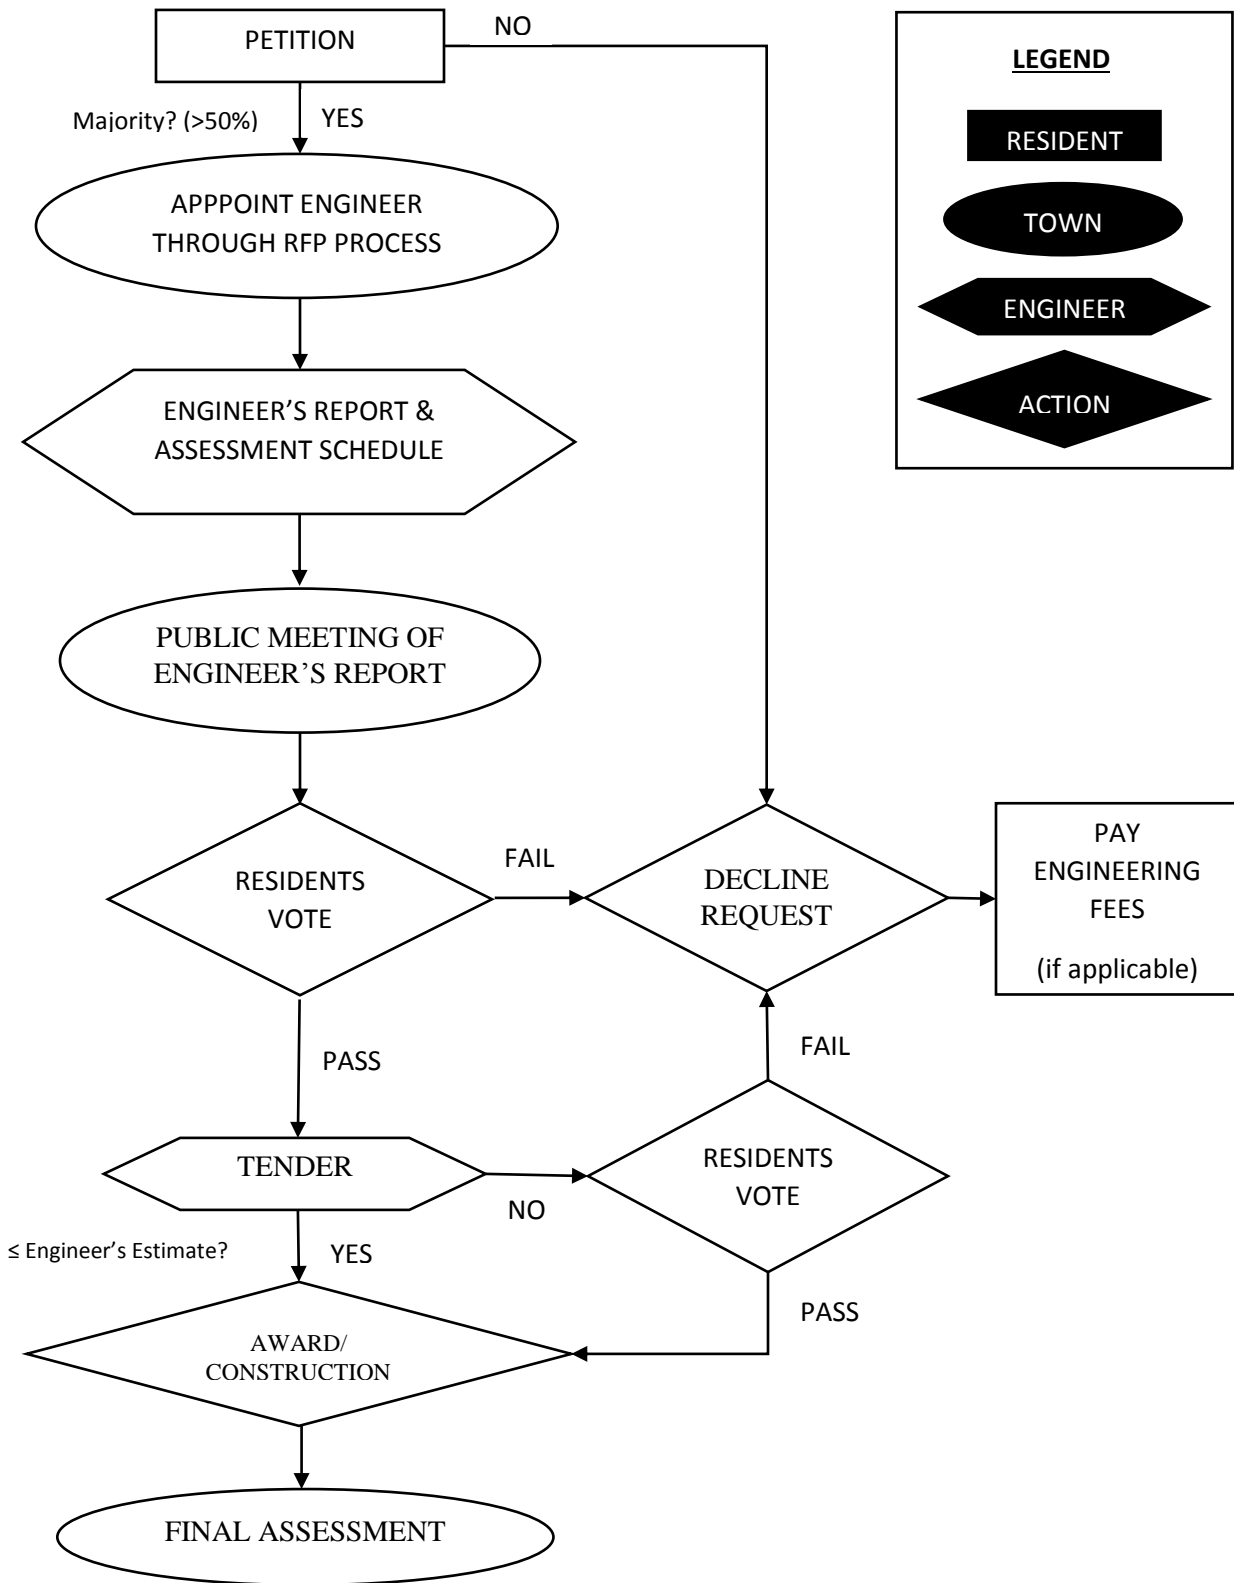 PETITION
NO
Majority? (>50%)
YES
APPPOINT ENGINEER
THROUGH RFP PROCESS
ENGINEER’S REPORT &
ASSESSMENT SCHEDULE
PUBLIC MEETING OF
ENGINEER’S REPORT
RESIDENTS
VOTE
FAIL
DECLINE
REQUEST
PAY
ENGINEERING
FEES
(if applicable)
PASS
FAIL
TENDER
NO
RESIDENTS
VOTE
≤ Engineer’s Estimate?
YES
PASS
AWARD/
CONSTRUCTION
FINAL ASSESSMENT
LEGEND
RESIDENT
TOWN
ENGINEER
ACTION